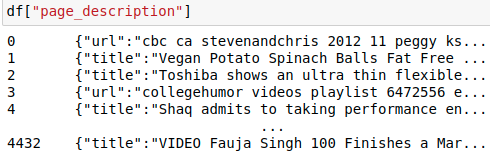 df["page_description"]
0 {"url":"cbc ca stevenandchris 2012 11 peggy ks...
1 {"title":"Vegan Potato Spinach Balls Fat Free ...
2 {"title":"Toshiba shows an ultra thin flexible...
3 {"url":"collegehumor videos playlist 6472556 e...
4 {"title":"Shaq admits to taking performance en...
...
4432 {"title":"VIDEO Fauja Singh 100 Finishes a Mar...